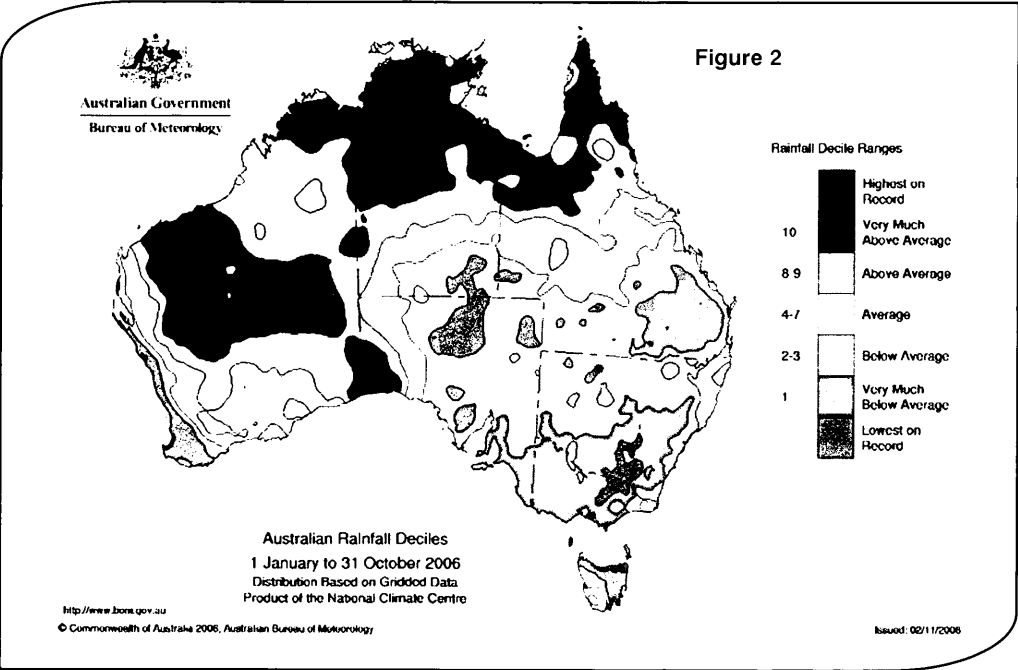 Figure 2
Australian Government
Bureau of Meteorology
Rainfall Decile Ranges
Highest on
Record
10
Very Much
Above Average
8 9
Above Average
4-7
Average
2-3
Below Average
1
Very Much
Below Average
Lowest on
Record
Australian Rainfall Deciles
1 January to 31 October 2006
Distribution Based on Gridded Data
Product of the National Climate Centre
http://www.bom.gov.au
© Commonwealth of Australia 2006, Australian Bureau of Meteorology
Issued: 02/11/2006